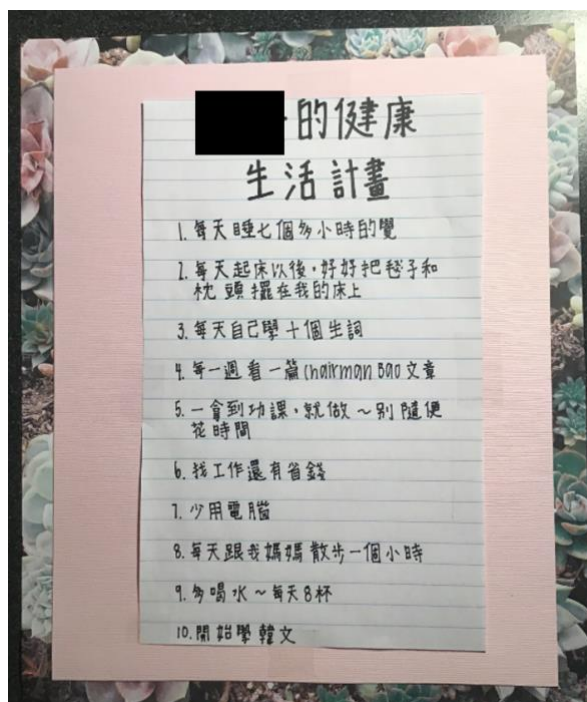 的健康
生活計畫
1. 每天睡七個多小時的覺
2. 每天起床以後，好好把毯子和
枕頭擺在我的床上
3. 每天自己學十個生詞
4. 每一週看一篇Chairman Bao文章
5. 一拿到功課，就做～別隨便
花時間
6. 找工作還有省錢
7. 少用電腦
8. 每天跟我媽媽散步一個小時
9. 多喝水～每天8杯
10. 開始學韓文